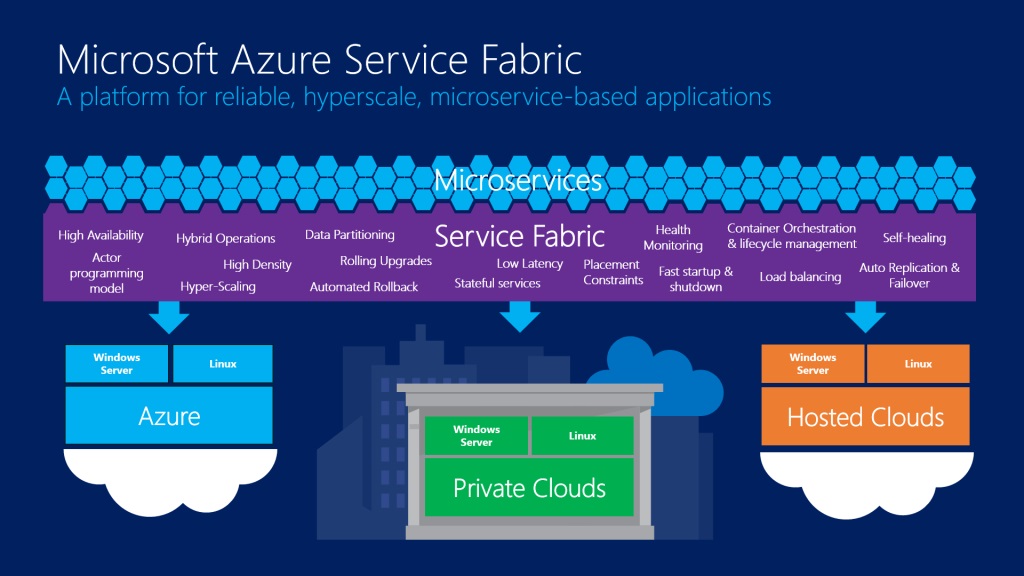 Microsoft Azure Service Fabric
A platform for reliable, hyperscale, microservice-based applications
Microservices
Service Fabric
High Availability
Hybrid Operations
Data Partitioning
Health
Monitoring
Container Orchestration
& lifecycle management
Self-healing
Actor
programming
model
High Density
Rolling Upgrades
Low Latency
Placement
Constraints
Fast startup &
shutdown
Load balancing
Auto Replication &
Failover
Hyper-Scaling
Automated Rollback
Stateful services
Windows
Server
Linux
Azure
Windows
Server
Linux
Private Clouds
Windows
Server
Linux
Hosted Clouds